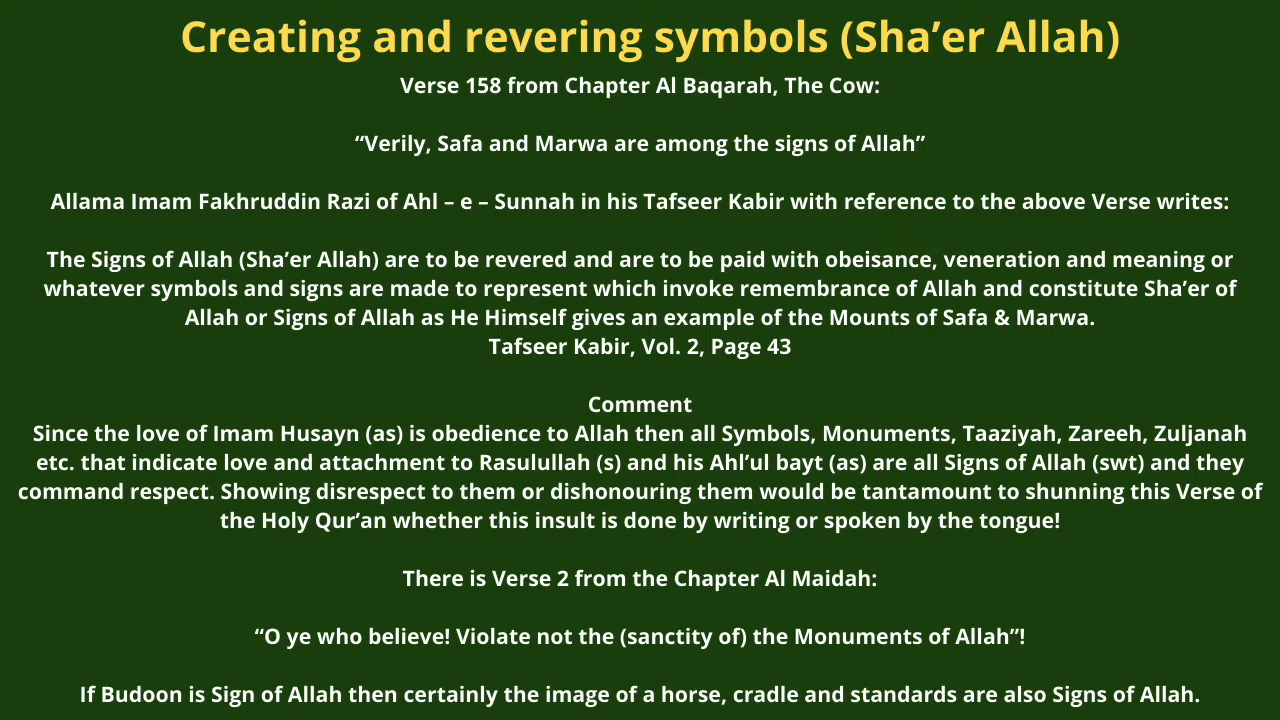 Creating and revering symbols (Sha’er Allah)
Verse 158 from Chapter Al Baqarah, The Cow:
“Verily, Safa and Marwa are among the signs of Allah”
Allama Imam Fakhruddin Razi of Ahl – e – Sunnah in his Tafseer Kabir with reference to the above Verse writes:
The Signs of Allah (Sha’er Allah) are to be revered and are to be paid with obeisance, veneration and meaning or
whatever symbols and signs are made to represent which invoke remembrance of Allah and constitute Sha’er of
Allah or Signs of Allah as He Himself gives an example of the Mounts of Safa & Marwa.
Tafseer Kabir, Vol. 2, Page 43
Comment
Since the love of Imam Husayn (as) is obedience to Allah then all Symbols, Monuments, Taaziyah, Zareeh, Zuljanah
etc. that indicate love and attachment to Rasulullah (s) and his Ahl’ul bayt (as) are all Signs of Allah (swt) and they
command respect. Showing disrespect to them or dishonouring them would be tantamount to shunning this Verse of
the Holy Qur’an whether this insult is done by writing or spoken by the tongue!
There is Verse 2 from the Chapter Al Maidah:
“O ye who believe! Violate not the (sanctity of) the Monuments of Allah”!
If Budoon is Sign of Allah then certainly the image of a horse, cradle and standards are also Signs of Allah.